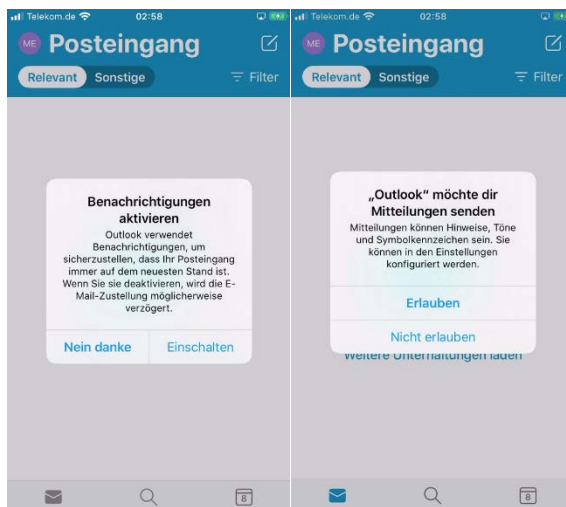 Telekom.de
02:58
ME
Posteingang
Relevant
Sonstige
Filter
Benachrichtigungen
aktivieren
Outlook verwendet
Benachrichtigungen, um
sicherzustellen, dass Ihr Posteingang
immer auf dem neuesten Stand ist.
Wenn Sie sie deaktivieren, wird die E-
Mail-Zustellung möglicherweise
verzögert.
Nein danke
Einschalten
8
Telekom.de
02:58
ME
Posteingang
Relevant
Sonstige
Filter
„Outlook“ möchte dir
Mitteilungen senden
Mitteilungen können Hinweise, Töne
und Symbolkennzeichen sein. Sie
können in den Einstellungen
konfiguriert werden.
Erlauben
Nicht erlauben
Weitere Unterhaltungen laden
8